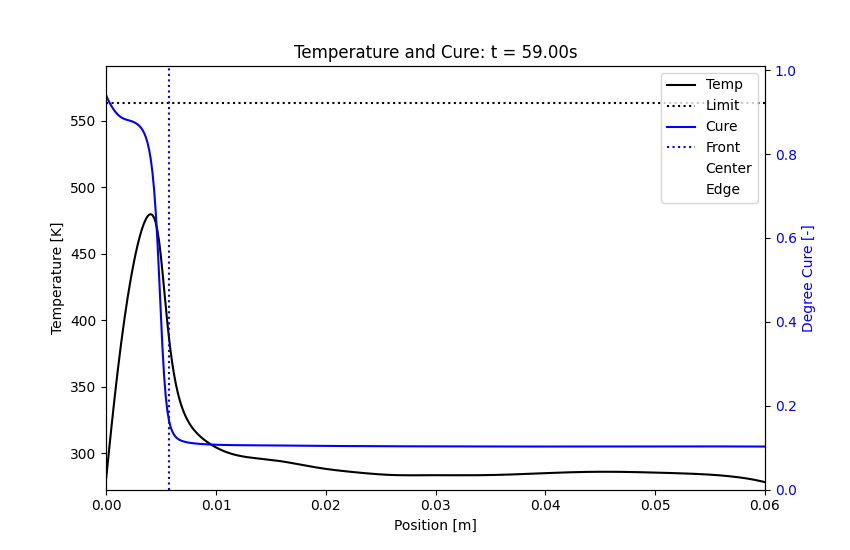 Temperature and Cure: t = 59.00s
Temp
Limit
Cure
Front
Center
Edge
550
500
450
400
350
300
Temperature [K]
1.0
0.8
0.6
0.4
0.2
0.0
Degree Cure [-]
0.00 0.01 0.02 0.03 0.04 0.05 0.06
Position [m]